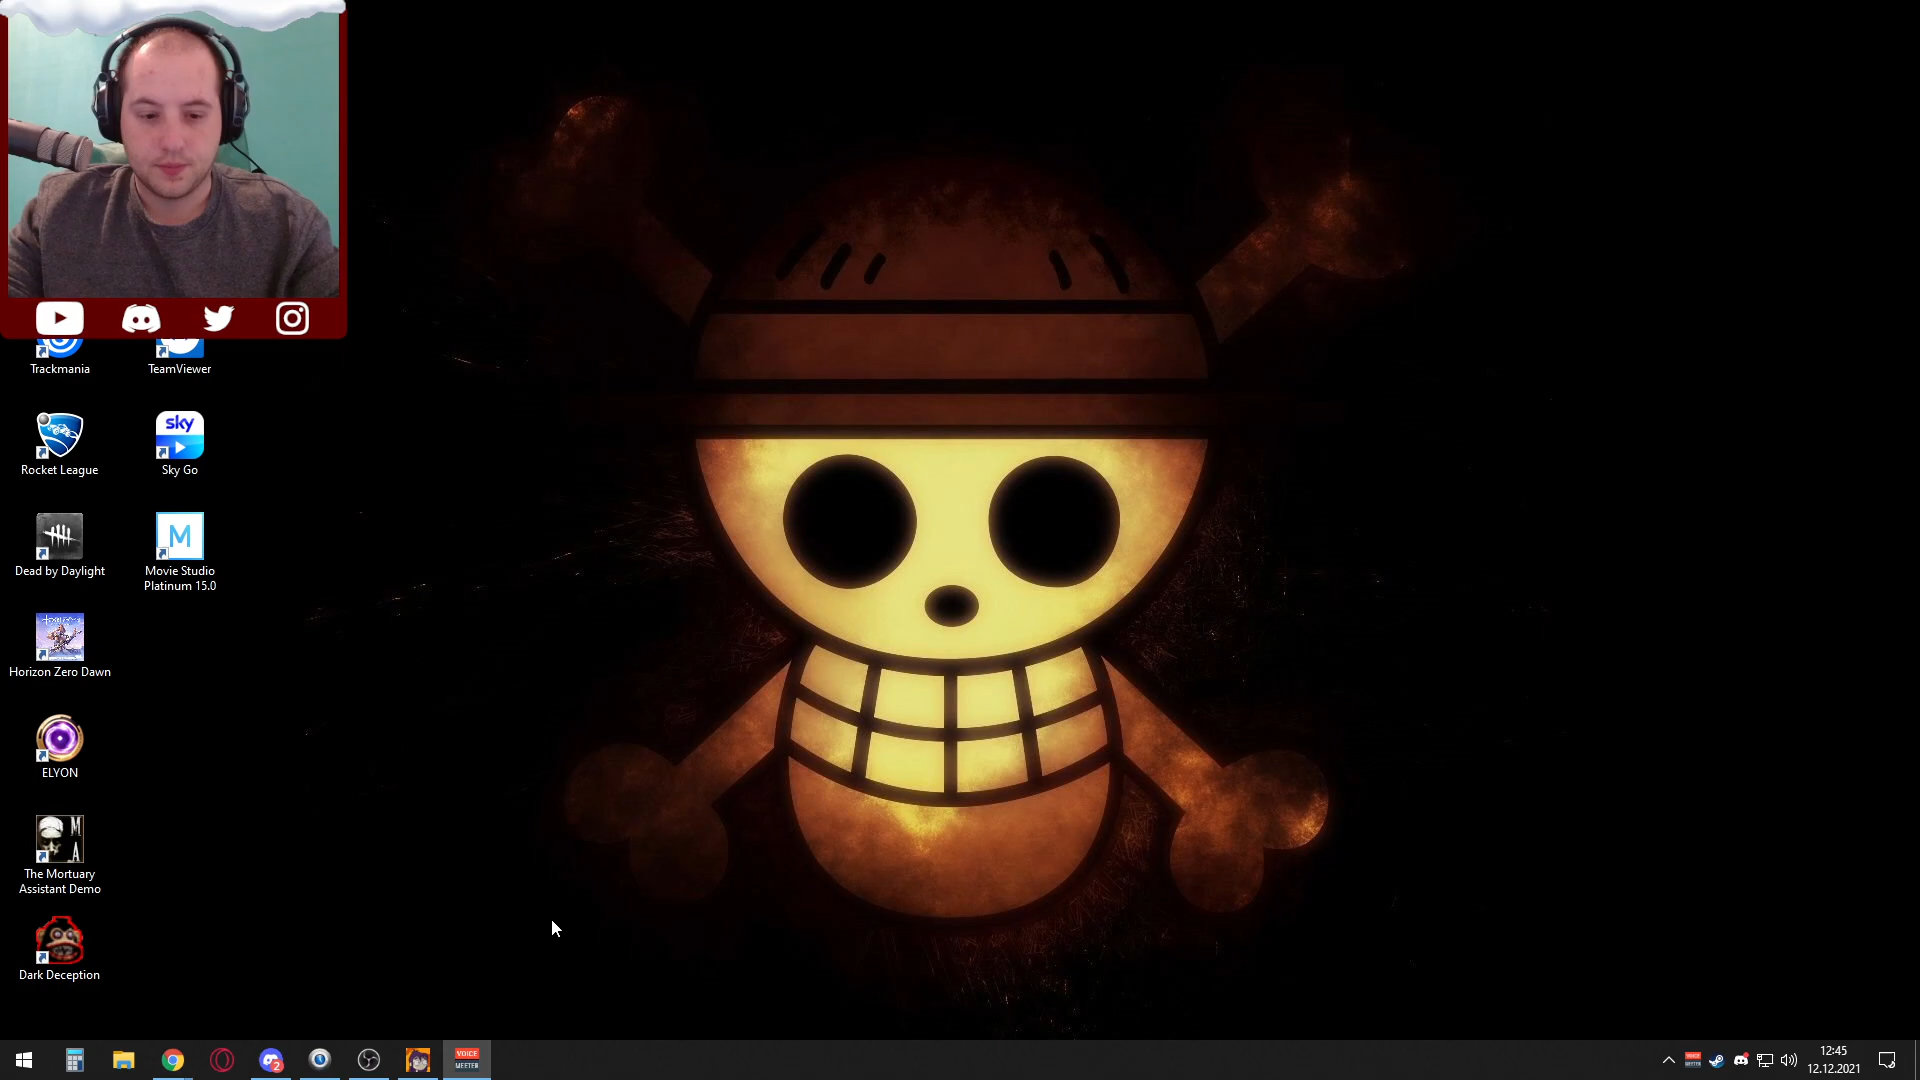 Trackmania
TeamViewer
sky
Rocket League
Sky Go
M
Dead by Daylight
Movie Studio
Platinum 15.0
Horizon Zero Dawn
ELYON
M
A
The Mortuary
Assistant Demo
Dark Deception
2
VOICE
MEETER
12:45
12.12.2021